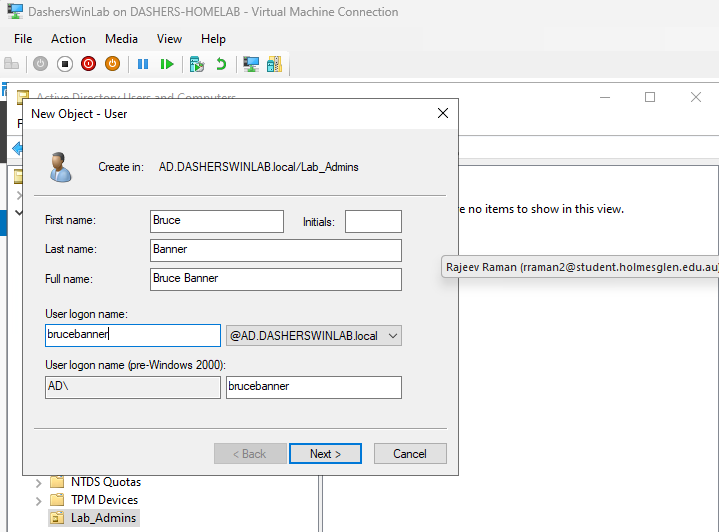 DashersWinLab on DASHERS-HOMELAB - Virtual Machine Connection
File Action Media View Help
Active Directory Users and Computers
New Object - User
Create in: AD.DASHERSWINLAB.local/Lab_Admins
First name: Bruce Initials:
re no items to show in this view.
Last name: Banner
Rajeev Raman (rraman2@student.holmesglen.edu.au)
Full name: Bruce Banner
User logon name:
brucebanner @AD.DASHERSWINLAB.local
User logon name (pre-Windows 2000):
AD\ brucebanner
< Back Next > Cancel
NTDS Quotas
TPM Devices
Lab_Admins